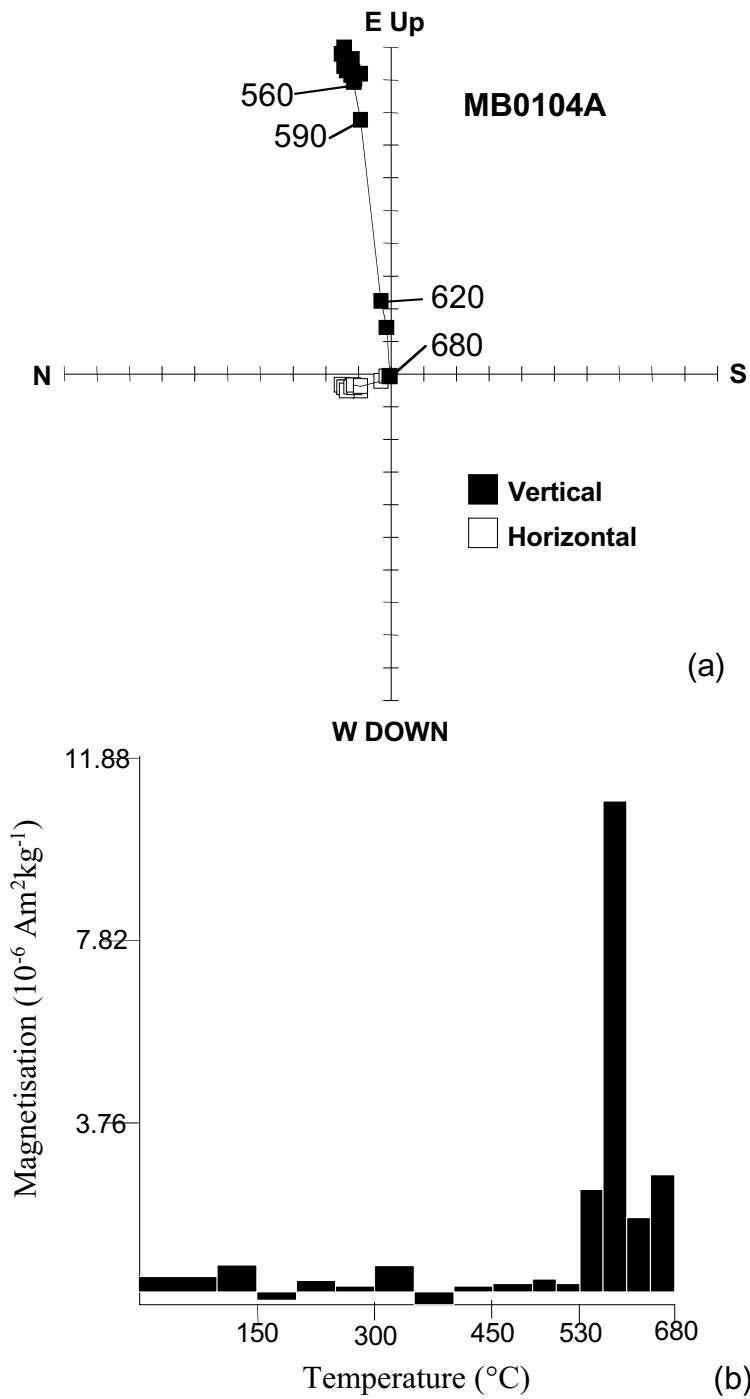 E Up
560
MB0104A
590
620
680
N
S
Vertical
Horizontal
(a)
W DOWN
11.88
7.82
3.76
Magnetisation (10⁻⁶ Am²kg⁻¹)
150
300
450
530
680
Temperature (°C)
(b)